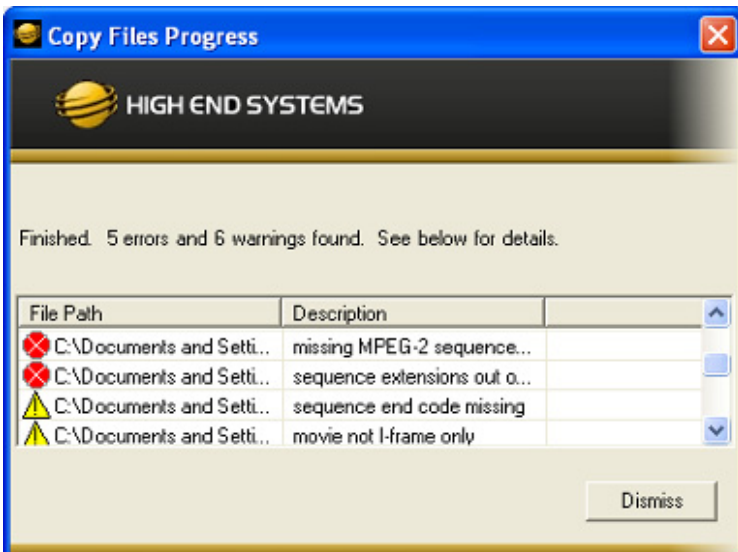 Copy Files Progress
HIGH END SYSTEMS
Finished. 5 errors and 6 warnings found. See below for details.
File Path Description
C:\Documents and Setti... missing MPEG-2 sequence...
C:\Documents and Setti... sequence extensions out o...
C:\Documents and Setti... sequence end code missing
C:\Documents and Setti... movie not I-frame only
Dismiss